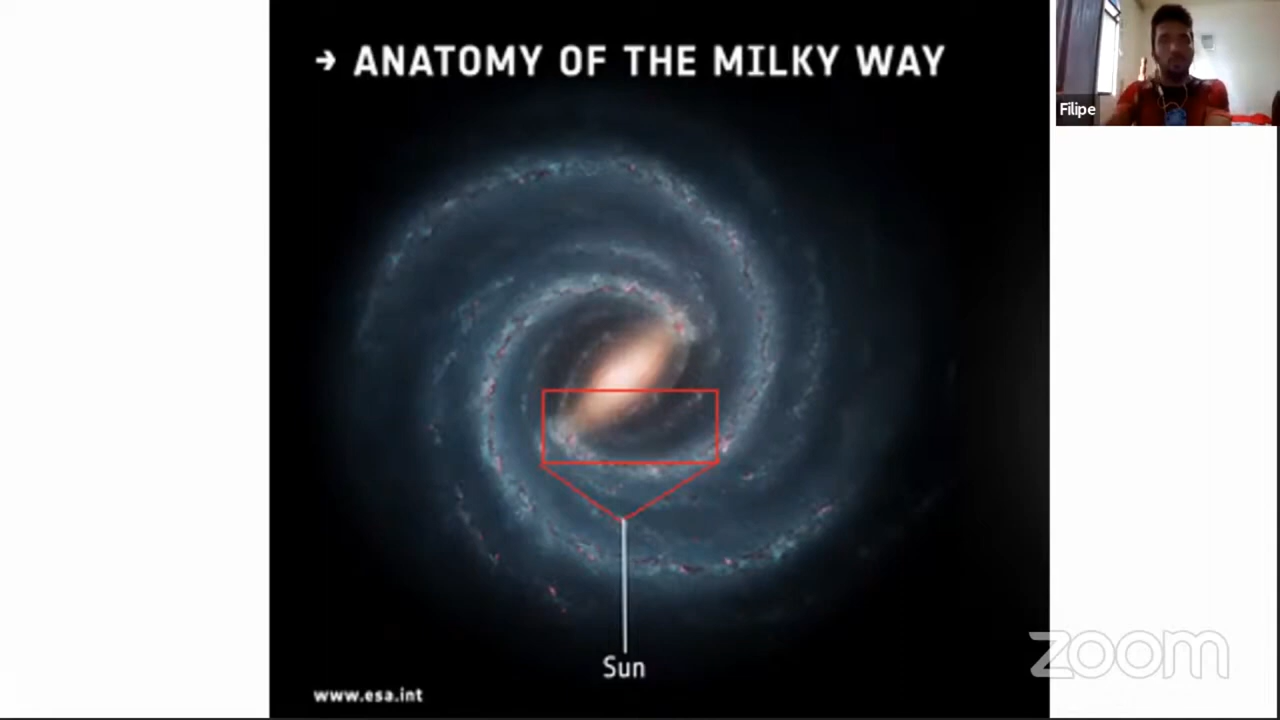 → ANATOMY OF THE MILKY WAY
Filipe
Sun
www.esa.int
zoom